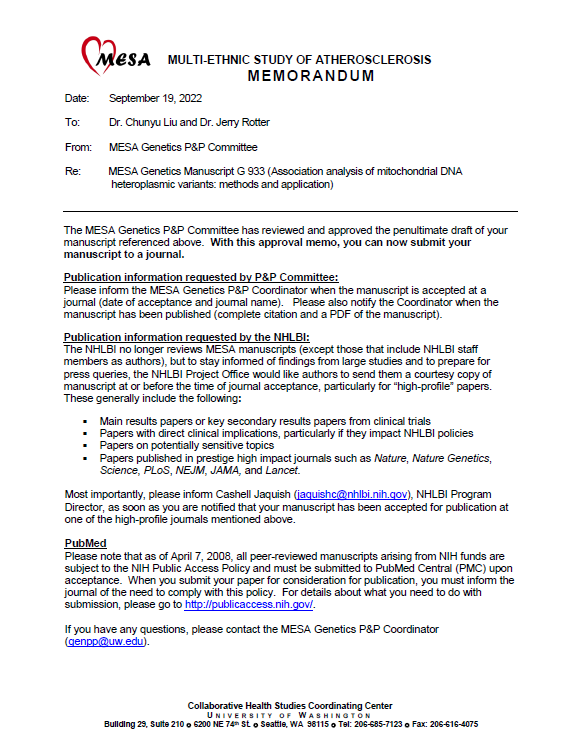 MESA
MULTI-ETHNIC STUDY OF ATHEROSCLEROSIS
MEMORANDUM
Date: September 19, 2022
To: Dr. Chunyu Liu and Dr. Jerry Rotter
From: MESA Genetics P&P Committee
Re: MESA Genetics Manuscript G 933 (Association analysis of mitochondrial DNA
heteroplasmic variants: methods and application)
The MESA Genetics P&P Committee has reviewed and approved the penultimate draft of your
manuscript referenced above. With this approval memo, you can now submit your
manuscript to a journal.
Publication information requested by P&P Committee:
Please inform the MESA Genetics P&P Coordinator when the manuscript is accepted at a
journal (date of acceptance and journal name). Please also notify the Coordinator when the
manuscript has been published (complete citation and a PDF of the manuscript).
Publication information requested by the NHLBI:
The NHLBI no longer reviews MESA manuscripts (except those that include NHLBI staff
members as authors), but to stay informed of findings from large studies and to prepare for
press queries, the NHLBI Project Office would like authors to send them a courtesy copy of
manuscript at or before the time of journal acceptance, particularly for “high-profile” papers.
These generally include the following:
▪ Main results papers or key secondary results papers from clinical trials
▪ Papers with direct clinical implications, particularly if they impact NHLBI policies
▪ Papers on potentially sensitive topics
▪ Papers published in prestige high impact journals such as Nature, Nature Genetics,
Science, PLoS, NEJM, JAMA, and Lancet.
Most importantly, please inform Cashell Jaquish (jaquishc@nhlbi.nih.gov), NHLBI Program
Director, as soon as you are notified that your manuscript has been accepted for publication at
one of the high-profile journals mentioned above.
PubMed
Please note that as of April 7, 2008, all peer-reviewed manuscripts arising from NIH funds are
subject to the NIH Public Access Policy and must be submitted to PubMed Central (PMC) upon
acceptance. When you submit your paper for consideration for publication, you must inform the
journal of the need to comply with this policy. For details about what you need to do with
submission, please go to http://publicaccess.nih.gov/.
If you have any questions, please contact the MESA Genetics P&P Coordinator
(genpp@uw.edu).
Collaborative Health Studies Coordinating Center
UNIVERSITY OF WASHINGTON
Building 29, Suite 210 ● 6200 NE 74th St. ● Seattle, WA 98115 ● Tel: 206-685-7123 ● Fax: 206-616-4075